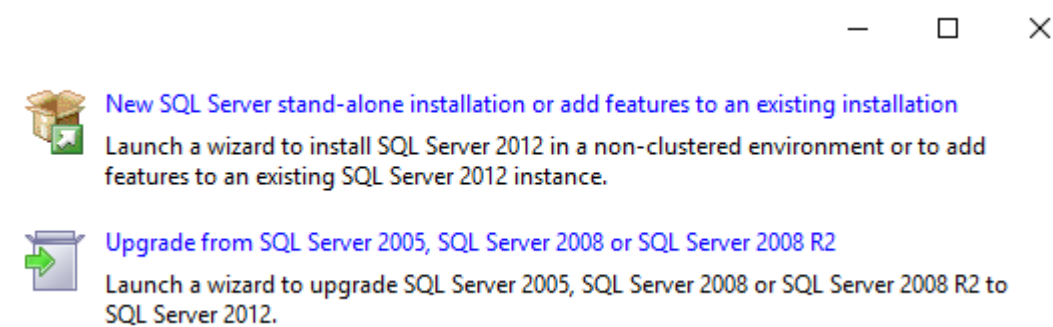 New SQL Server stand-alone installation or add features to an existing installation
Launch a wizard to install SQL Server 2012 in a non-clustered environment or to add
features to an existing SQL Server 2012 instance.
Upgrade from SQL Server 2005, SQL Server 2008 or SQL Server 2008 R2
Launch a wizard to upgrade SQL Server 2005, SQL Server 2008 or SQL Server 2008 R2 to
SQL Server 2012.